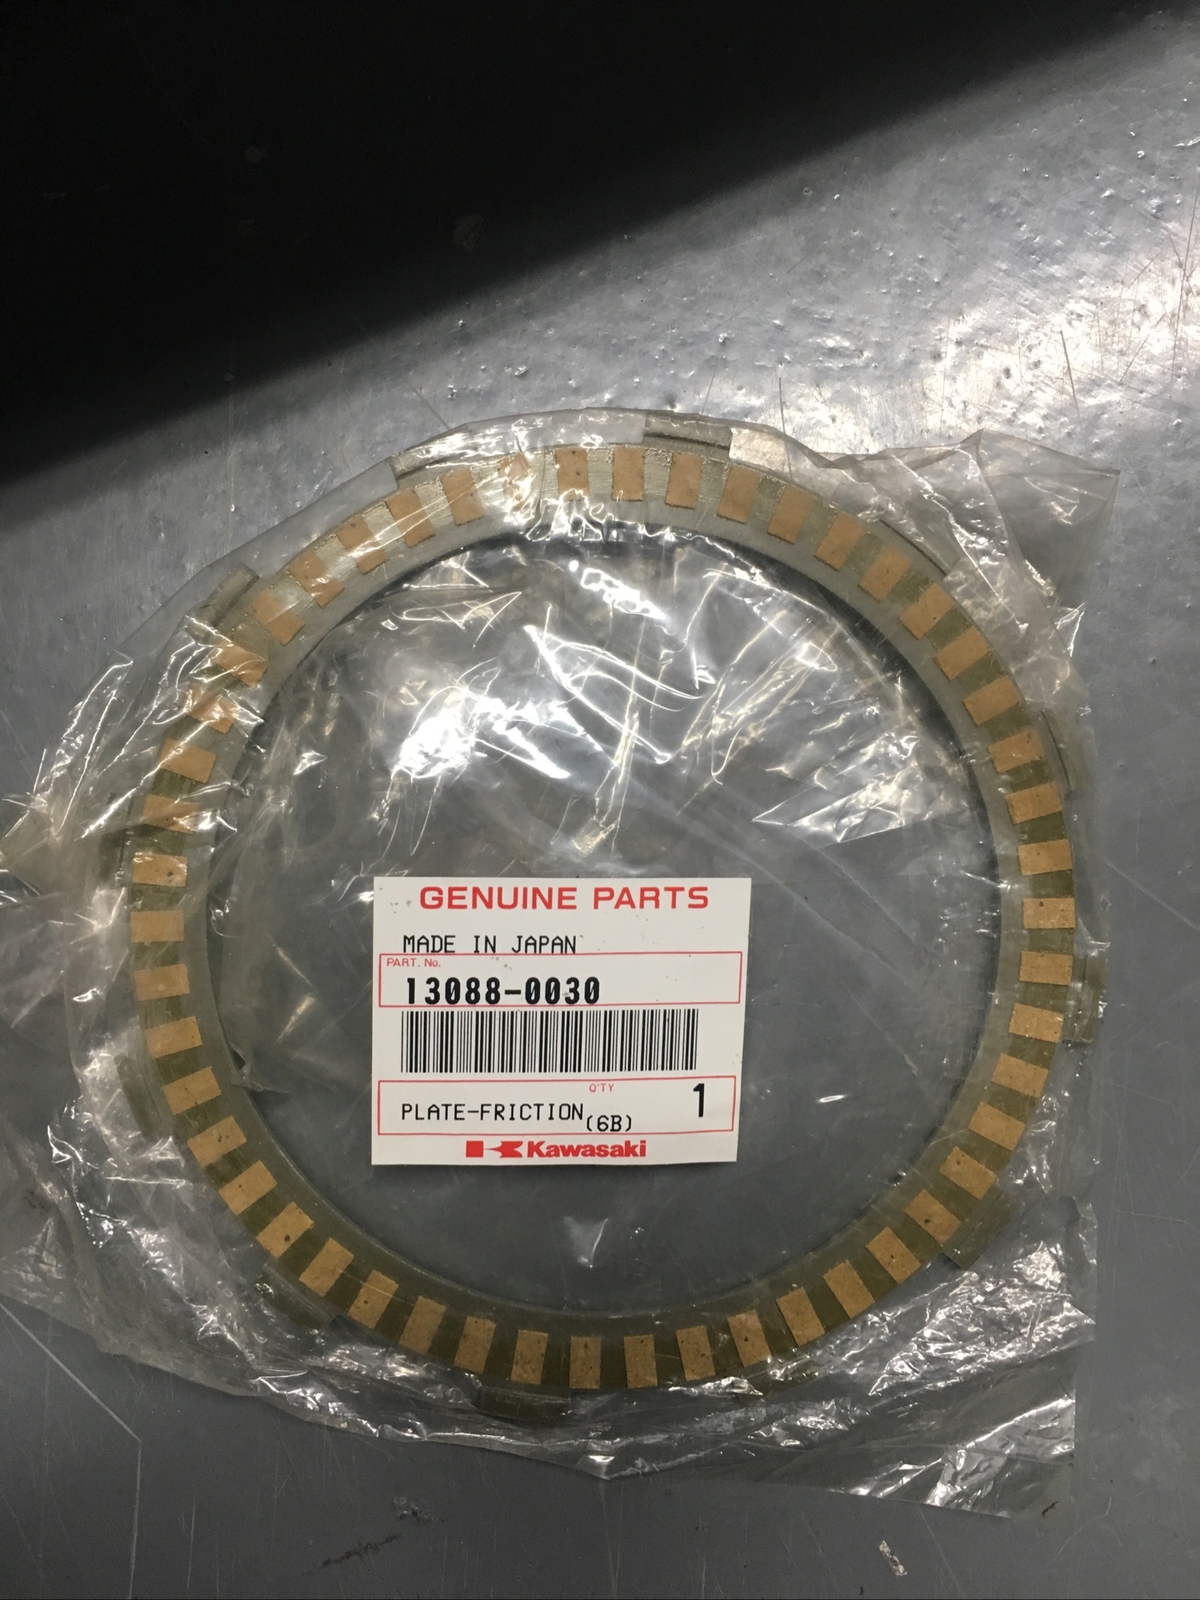 GENUINE PARTS
MADE IN JAPAN
PART. No.
13088-0030
Q'TY
PLATE-FRICTION(6B) 1
Kawasaki